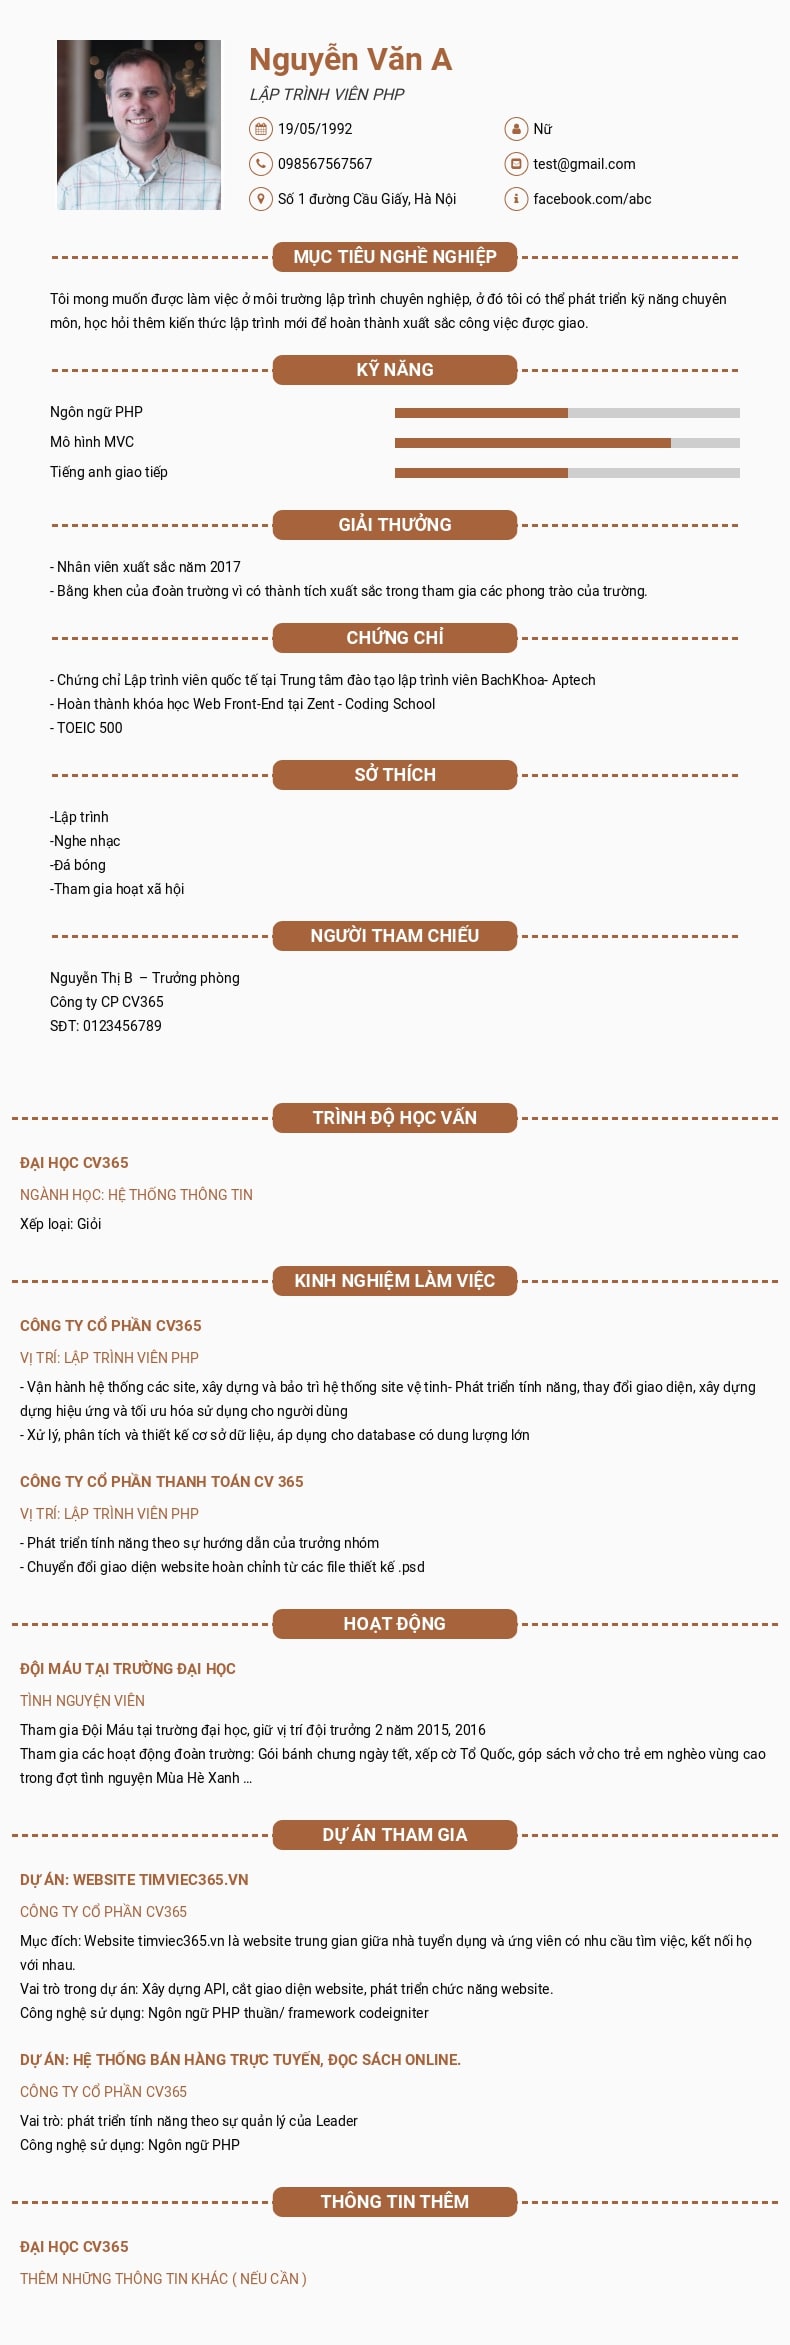 Nguyễn Văn A
LẬP TRÌNH VIÊN PHP
19/05/1992
Nữ
098567567567
test@gmail.com
Số 1 đường Cầu Giấy, Hà Nội
facebook.com/abc
MỤC TIÊU NGHỀ NGHIỆP
Tôi mong muốn được làm việc ở môi trường lập trình chuyên nghiệp, ở đó tôi có thể phát triển kỹ năng chuyên
môn, học hỏi thêm kiến thức lập trình mới để hoàn thành xuất sắc công việc được giao.
KỸ NĂNG
Ngôn ngữ PHP
Mô hình MVC
Tiếng anh giao tiếp
GIẢI THƯỞNG
- Nhân viên xuất sắc năm 2017
- Bằng khen của đoàn trường vì có thành tích xuất sắc trong tham gia các phong trào của trường.
CHỨNG CHỈ
- Chứng chỉ Lập trình viên quốc tế tại Trung tâm đào tạo lập trình viên BachKhoa- Aptech
- Hoàn thành khóa học Web Front-End tại Zent - Coding School
- TOEIC 500
SỞ THÍCH
-Lập trình
-Nghe nhạc
-Đá bóng
-Tham gia hoạt xã hội
NGƯỜI THAM CHIẾU
Nguyễn Thị B – Trưởng phòng
Công ty CP CV365
SĐT: 0123456789
TRÌNH ĐỘ HỌC VẤN
ĐẠI HỌC CV365
NGÀNH HỌC: HỆ THỐNG THÔNG TIN
Xếp loại: Giỏi
KINH NGHIỆM LÀM VIỆC
CÔNG TY CỔ PHẦN CV365
VỊ TRÍ: LẬP TRÌNH VIÊN PHP
- Vận hành hệ thống các site, xây dựng và bảo trì hệ thống site vệ tinh- Phát triển tính năng, thay đổi giao diện, xây dựng
dựng hiệu ứng và tối ưu hóa sử dụng cho người dùng
- Xử lý, phân tích và thiết kế cơ sở dữ liệu, áp dụng cho database có dung lượng lớn
CÔNG TY CỔ PHẦN THANH TOÁN CV 365
VỊ TRÍ: LẬP TRÌNH VIÊN PHP
- Phát triển tính năng theo sự hướng dẫn của trưởng nhóm
- Chuyển đổi giao diện website hoàn chỉnh từ các file thiết kế .psd
HOẠT ĐỘNG
ĐỘI MÁU TẠI TRƯỜNG ĐẠI HỌC
TÌNH NGUYỆN VIÊN
Tham gia Đội Máu tại trường đại học, giữ vị trí đội trưởng 2 năm 2015, 2016
Tham gia các hoạt động đoàn trường: Gói bánh chưng ngày tết, xếp cờ Tổ Quốc, góp sách vở cho trẻ em nghèo vùng cao
trong đợt tình nguyện Mùa Hè Xanh ...
DỰ ÁN THAM GIA
DỰ ÁN: WEBSITE TIMVIEC365.VN
CÔNG TY CỔ PHẦN CV365
Mục đích: Website timviec365.vn là website trung gian giữa nhà tuyển dụng và ứng viên có nhu cầu tìm việc, kết nối họ
với nhau.
Vai trò trong dự án: Xây dựng API, cắt giao diện website, phát triển chức năng website.
Công nghệ sử dụng: Ngôn ngữ PHP thuần/ framework codeigniter
DỰ ÁN: HỆ THỐNG BÁN HÀNG TRỰC TUYẾN, ĐỌC SÁCH ONLINE.
CÔNG TY CỔ PHẦN CV365
Vai trò: phát triển tính năng theo sự quản lý của Leader
Công nghệ sử dụng: Ngôn ngữ PHP
THÔNG TIN THÊM
ĐẠI HỌC CV365
THÊM NHỮNG THÔNG TIN KHÁC ( NẾU CẦN )